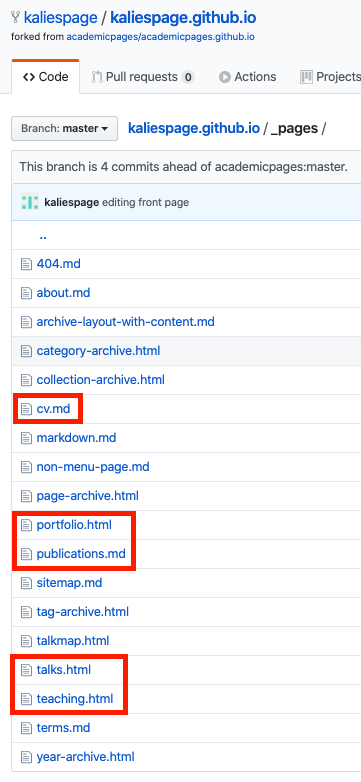 kaliespage / kaliespage.github.io
forked from academicpages/academicpages.github.io
Code
Pull requests 0
Actions
Projects
Branch: master
kaliespage.github.io / _pages /
This branch is 4 commits ahead of academicpages:master.
kaliespage editing front page
..
404.md
about.md
archive-layout-with-content.md
category-archive.html
collection-archive.html
cv.md
markdown.md
non-menu-page.md
page-archive.html
portfolio.html
publications.md
sitemap.md
tag-archive.html
talkmap.html
talks.html
teaching.html
terms.md
year-archive.html